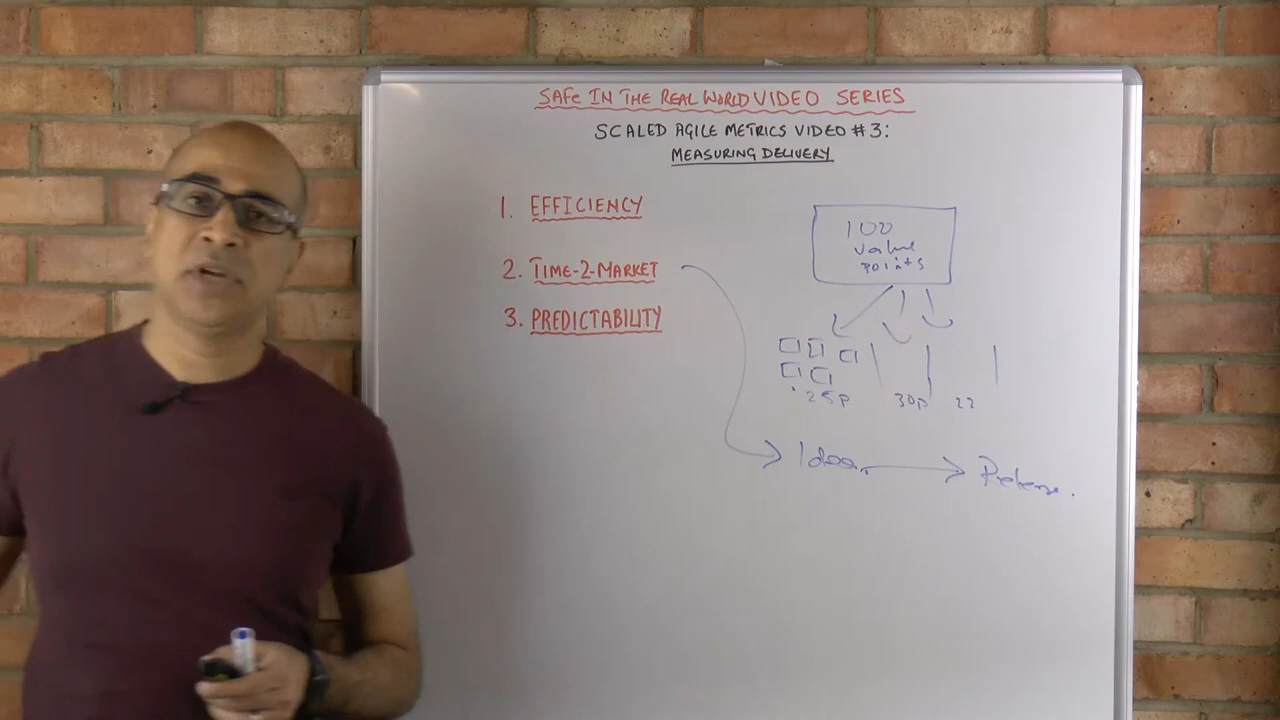 SAFe IN THE REAL WORLD VIDEO SERIES
SCALED AGILE METRICS VIDEO #3:
MEASURING DELIVERY
1. EFFICIENCY
2. TIME-2-MARKET
3. PREDICTABILITY
100
value
points
25p 30p 22
Idea